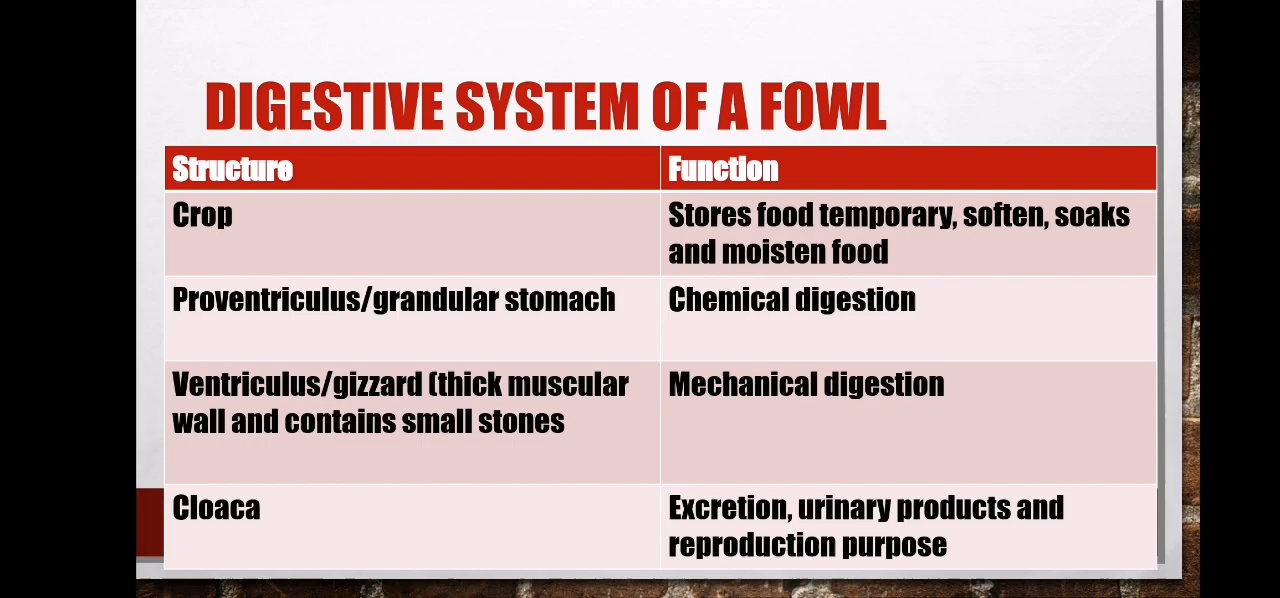 DIGESTIVE SYSTEM OF A FOWL
Structure
Function
Crop
Stores food temporary, soften, soaks
and moisten food
Proventriculus/grandular stomach
Chemical digestion
Ventriculus/gizzard (thick muscular
wall and contains small stones
Mechanical digestion
Cloaca
Excretion, urinary products and
reproduction purpose